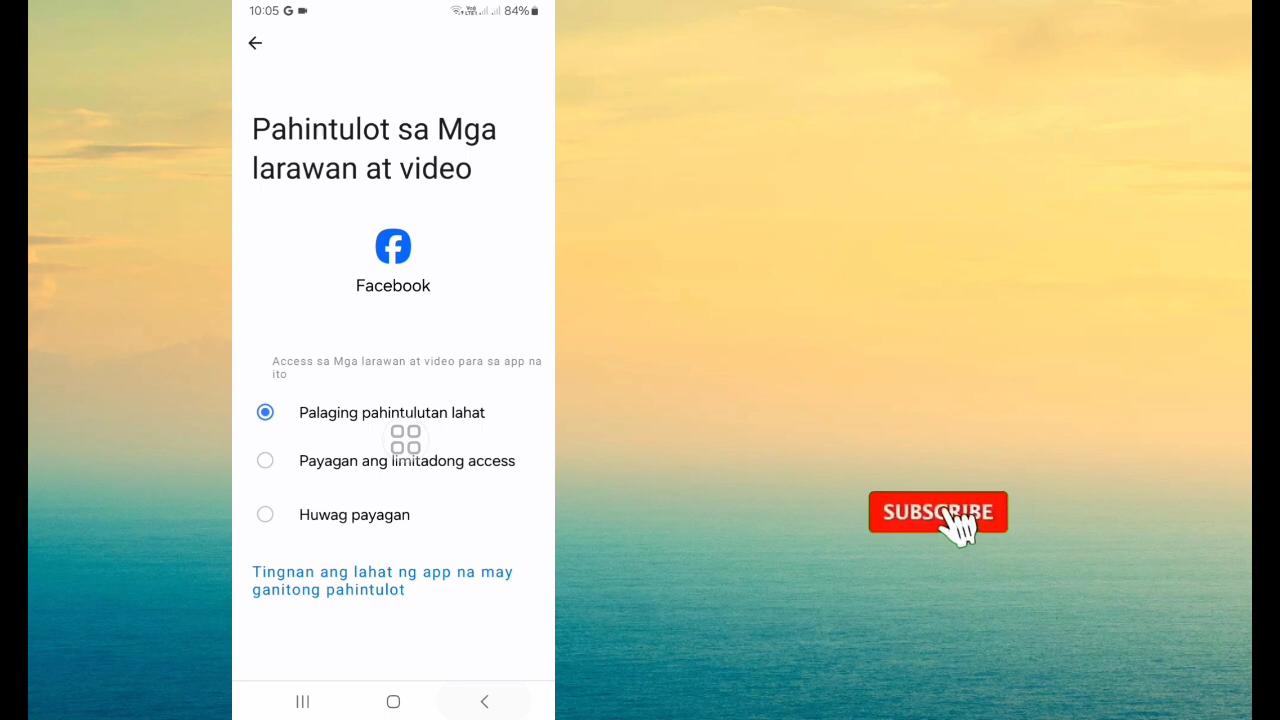 10:05 G
Vo) LTE1 84%
Pahintulot sa Mga
larawan at video
Facebook
Access sa Mga larawan at video para sa app na
ito
Palaging pahintulutan lahat
Payagan ang limitadong access
Huwag payagan
Tingnan ang lahat ng app na may
ganitong pahintulot
SUBSCRIBE